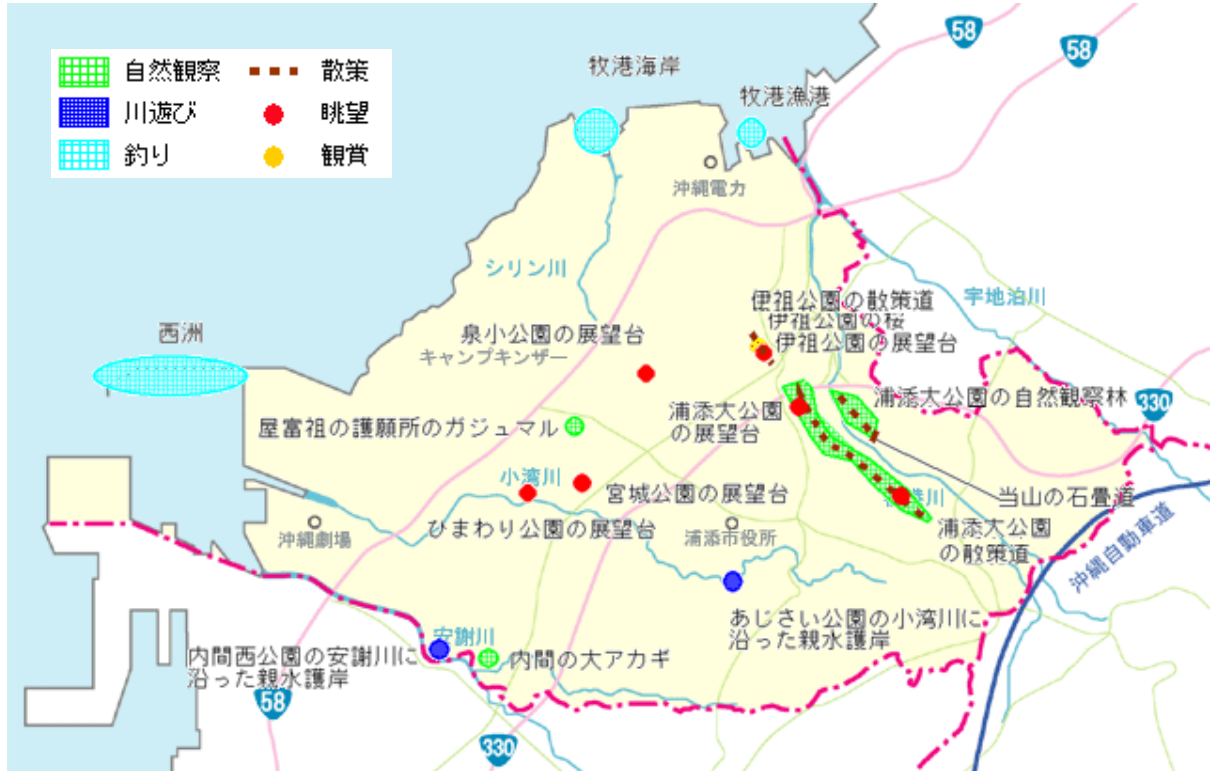 自然観察
散策
川遊び
眺望
釣り
観賞
58
58
牧港海岸
牧港漁港
沖縄電力
シリン川
宇地泊川
伊祖公園の散策道
伊祖公園の桜
伊祖公園の展望台
泉小公園の展望台
西洲
キャンプキンザー
浦添大公園の自然観察林
330
浦添大公園
の展望台
屋富祖の護願所のガジュマル
小湾川
宮城公園の展望台
当山の石畳道
ひまわり公園の展望台
沖縄劇場
浦添市役所
浦添大公園
の散策道
沖縄自動車道
あじさい公園の小湾川に
沿った親水護岸
安謝川
内間西公園の安謝川に
沿った親水護岸
内間の大アカギ
58
330